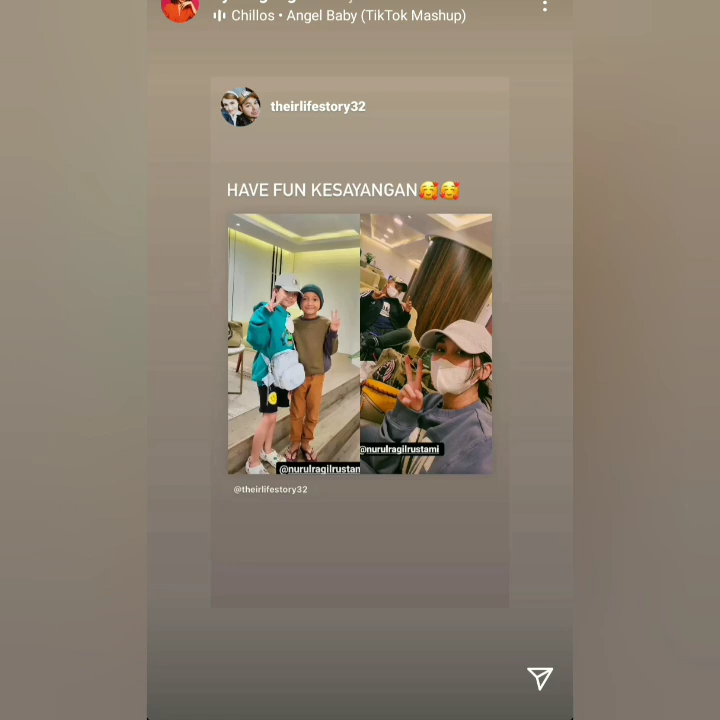 Chillos • Angel Baby (TikTok Mashup)
theirlifestory32
HAVE FUN KESAYANGAN🥰🥰
@nurulragilrustami
@nurulragilrustan
@theirlifestory32